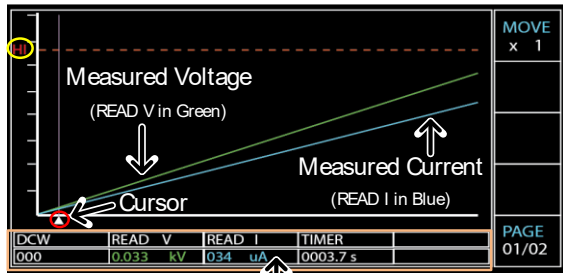 MOVE
x 1
HI
Measured Voltage
(READ V in Green)
Measured Current
(READ I in Blue)
Cursor
DCW READ V READ I TIMER
000 0.033 kV 034 uA 0003.7 s
PAGE
01/02